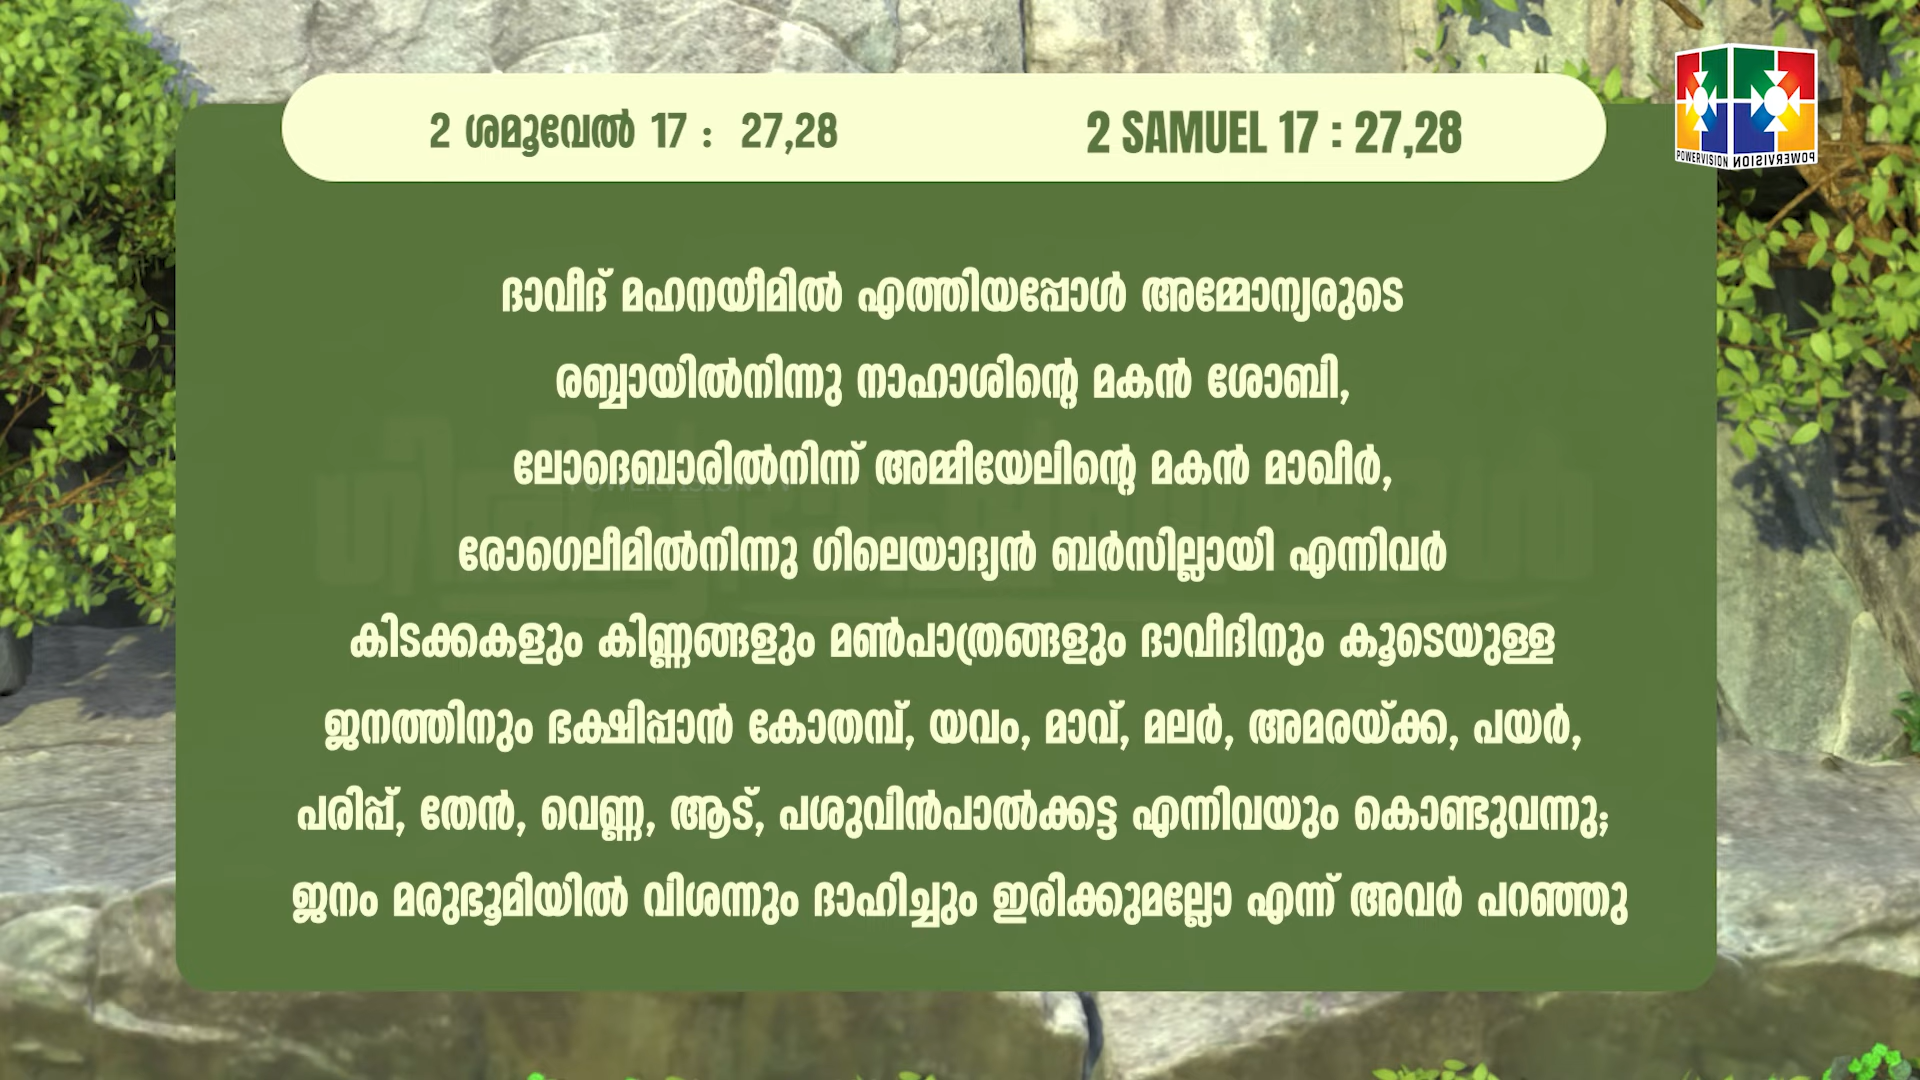 2 ശമൂവേൽ 17 : 27,28
2 SAMUEL 17 : 27,28
POWERVISION POWERVISION
ദാവീദ് മഹനയീമിൽ എത്തിയപ്പോൾ അമ്മോന്യരുടെ
രബ്ബായിൽനിന്നു നാഹാശിന്റെ മകൻ ശോബി,
ലോദെബാരിൽനിന്ന് അമ്മീയേലിന്റെ മകൻ മാഖീർ,
രോഗെലീമിൽനിന്നു ഗിലെയാദ്യൻ ബർസില്ലായി എന്നിവർ
കിടക്കകളും കിണ്ണങ്ങളും മൺപാത്രങ്ങളും ദാവീദിനും കൂടെയുള്ള
ജനത്തിനും ഭക്ഷിപ്പാൻ കോതമ്പ്, യവം, മാവ്, മലർ, അമരയ്ക്ക, പയർ,
പരിപ്പ്, തേൻ, വെണ്ണ, ആട്, പശുവിൻപാൽക്കട്ട എന്നിവയും കൊണ്ടുവന്നു;
ജനം മരുഭൂമിയിൽ വിശന്നും ദാഹിച്ചും ഇരിക്കുമല്ലോ എന്ന് അവർ പറഞ്ഞു